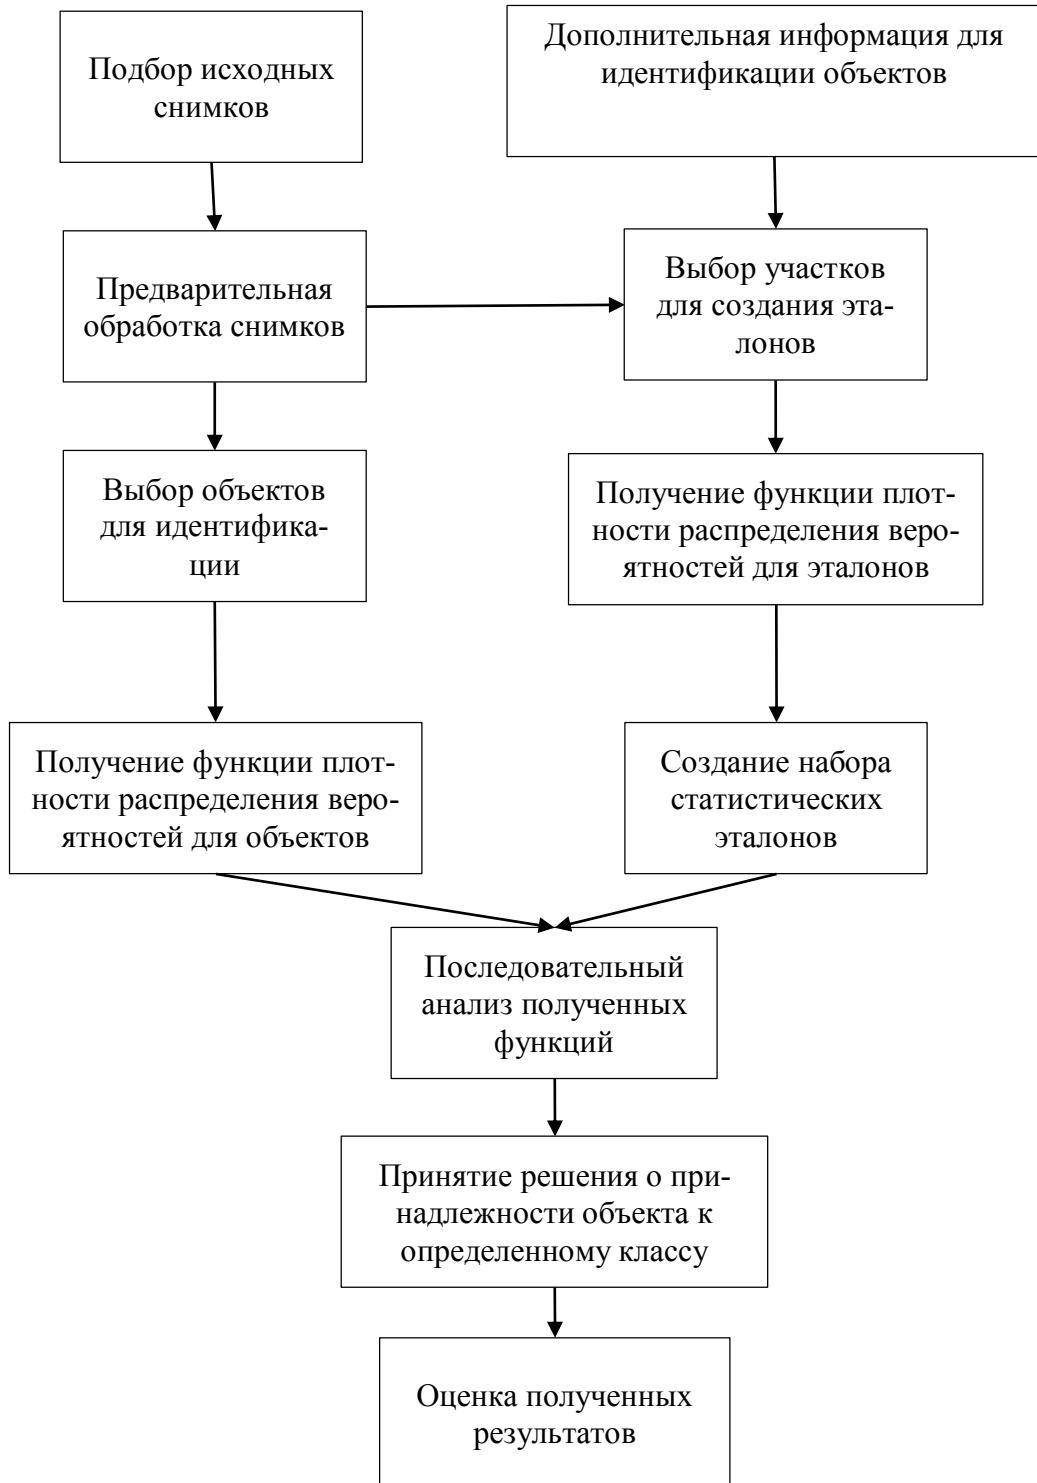 Подбор исходных
снимков
Дополнительная информация для
идентификации объектов
Предварительная
обработка снимков
Выбор участков
для создания эта-
лонов
Выбор объектов
для идентифика-
ции
Получение функции плот-
ности распределения веро-
ятностей для эталонов
Получение функции плот-
ности распределения веро-
ятностей для объектов
Создание набора
статистических
эталонов
Последовательный
анализ полученных
функций
Принятие решения о при-
надлежности объекта к
определенному классу
Оценка полученных
результатов